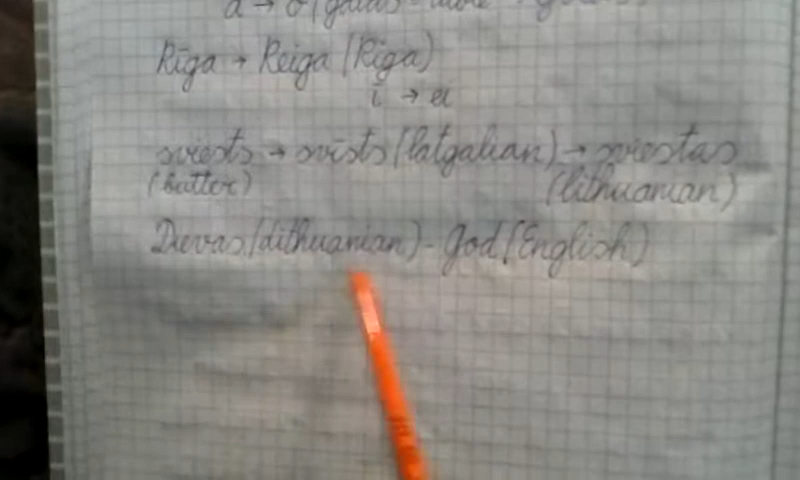 Rīga → Reiga (Rīga)
ī → ei
sviests → svīsts (latgalian) → sviestas
(butter) (lithuanian)
Dievas (lithuanian) - God (English)